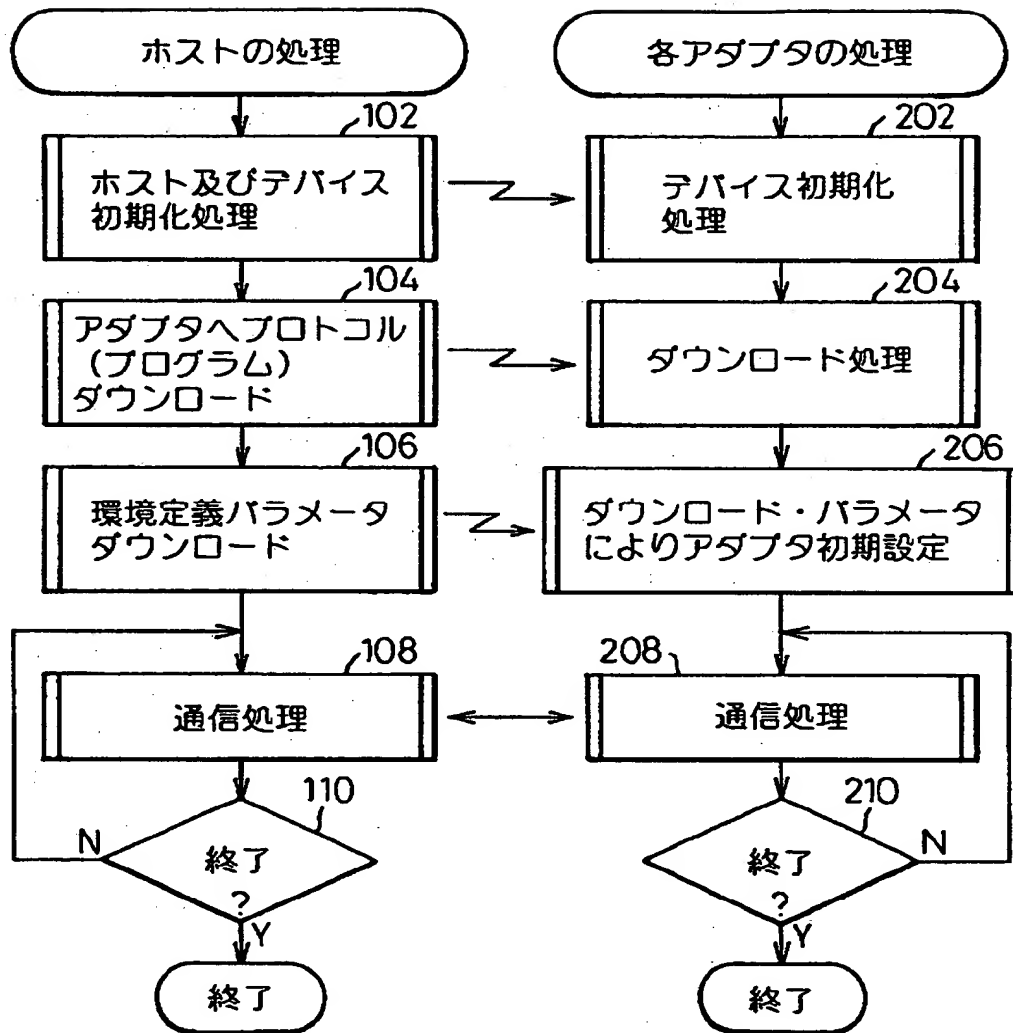 ホストの処理
102
ホスト及びデバイス
初期化処理
104
アダプタへプロトコル
(プログラム)
ダウンロード
106
環境定義パラメータ
ダウンロード
108
通信処理
110
N
終了
?
Y
終了
各アダプタの処理
202
デバイス初期化
処理
204
ダウンロード処理
206
ダウンロード・パラメータ
によりアダプタ初期設定
208
通信処理
210
終了
?
N
Y
終了